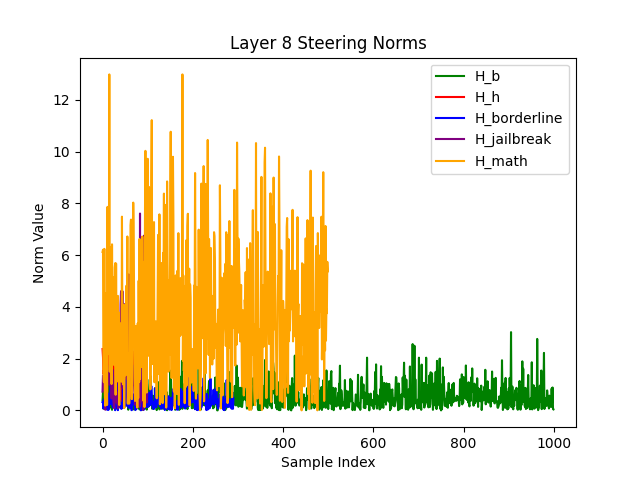 Layer 8 Steering Norms
H_b
H_h
H_borderline
H_jailbreak
H_math
Norm Value
12
10
8
6
4
2
0
0
200
400
600
800
1000
Sample Index